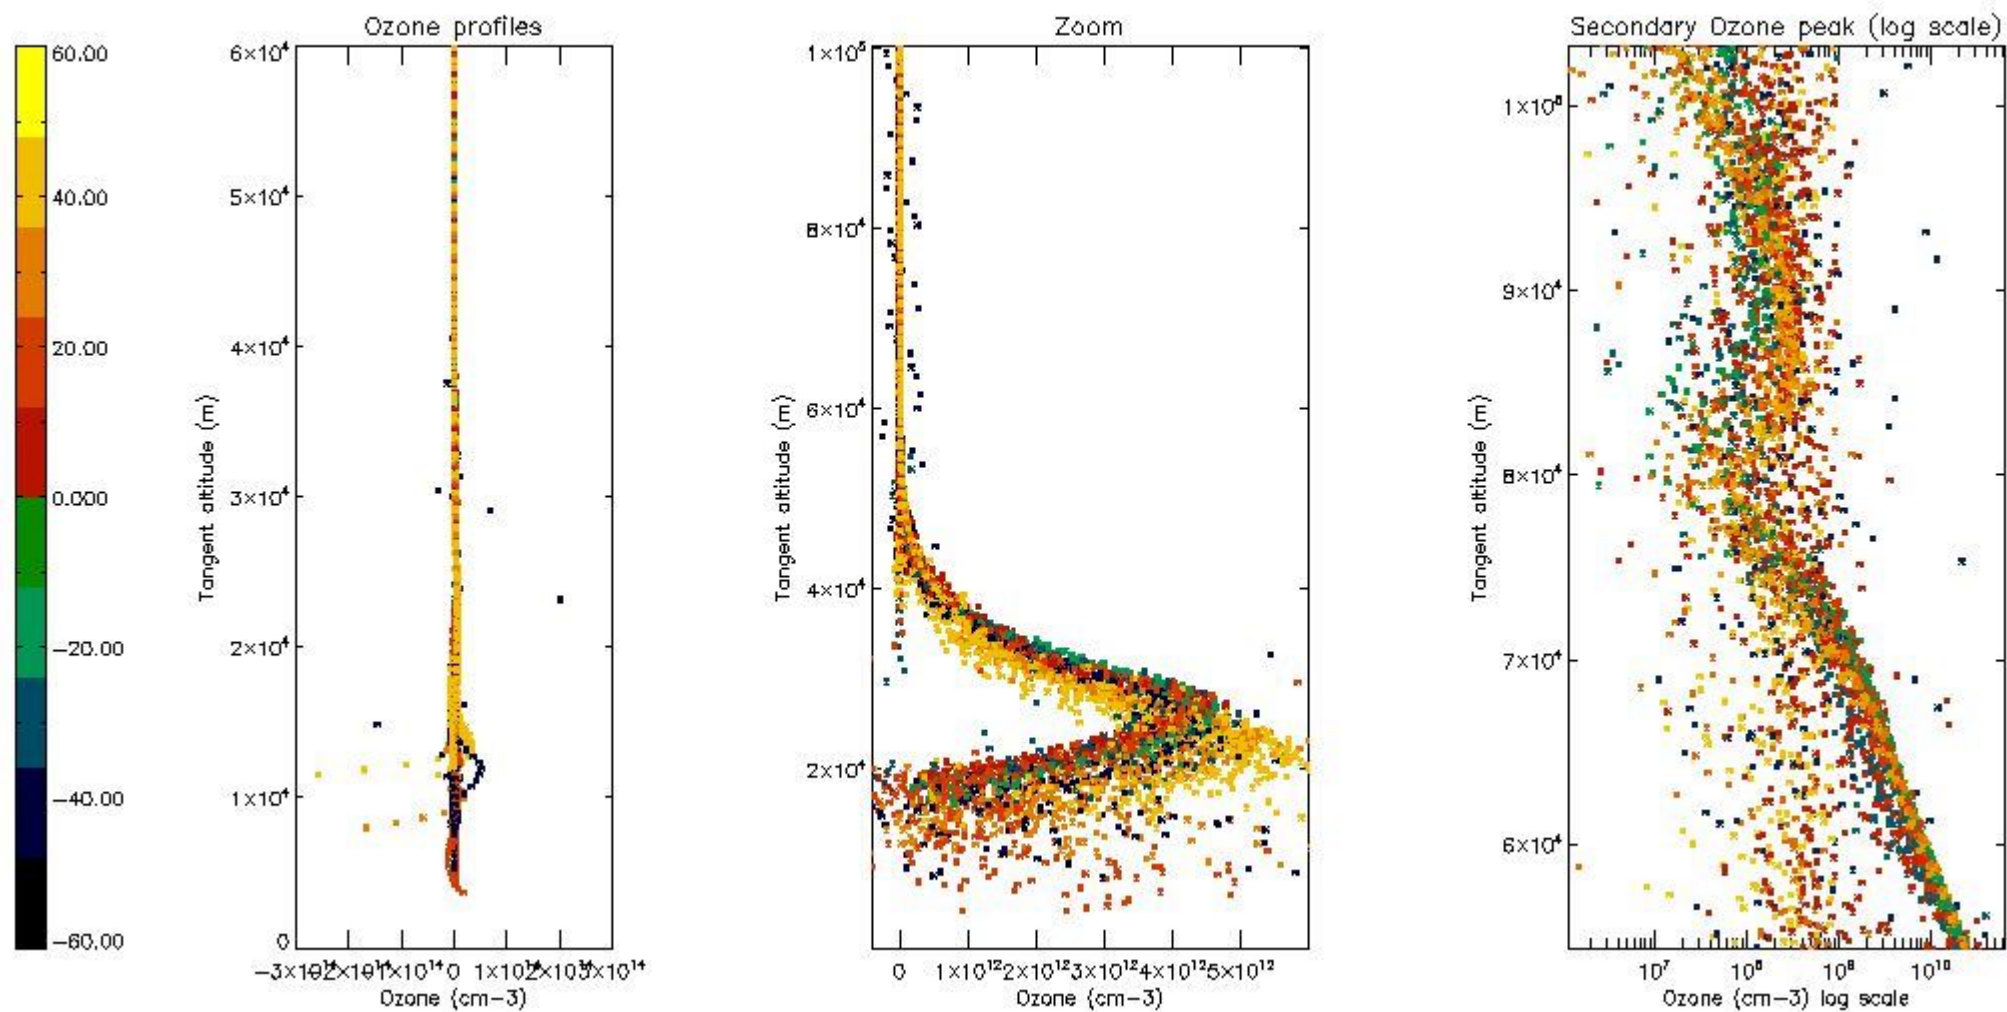 Ozone profiles
Zoom
Secondary Ozone peak (log scale)
60.00
40.00
20.00
0.000
−20.00
−40.00
−60.00
6×10⁴
5×10⁴
4×10⁴
3×10⁴
2×10⁴
1×10⁴
0
Tangent altitude (m)
0
Ozone (cm−3)
1×10⁵
8×10⁴
6×10⁴
4×10⁴
2×10⁴
Tangent altitude (m)
0 1×10¹² 2×10¹² 3×10¹² 4×10¹² 5×10¹²
Ozone (cm−3)
9×10⁴
8×10⁴
7×10⁴
6×10⁴
Tangent altitude (m)
10⁷ 10⁸ 10⁹ 10¹⁰
Ozone (cm−3) log scale